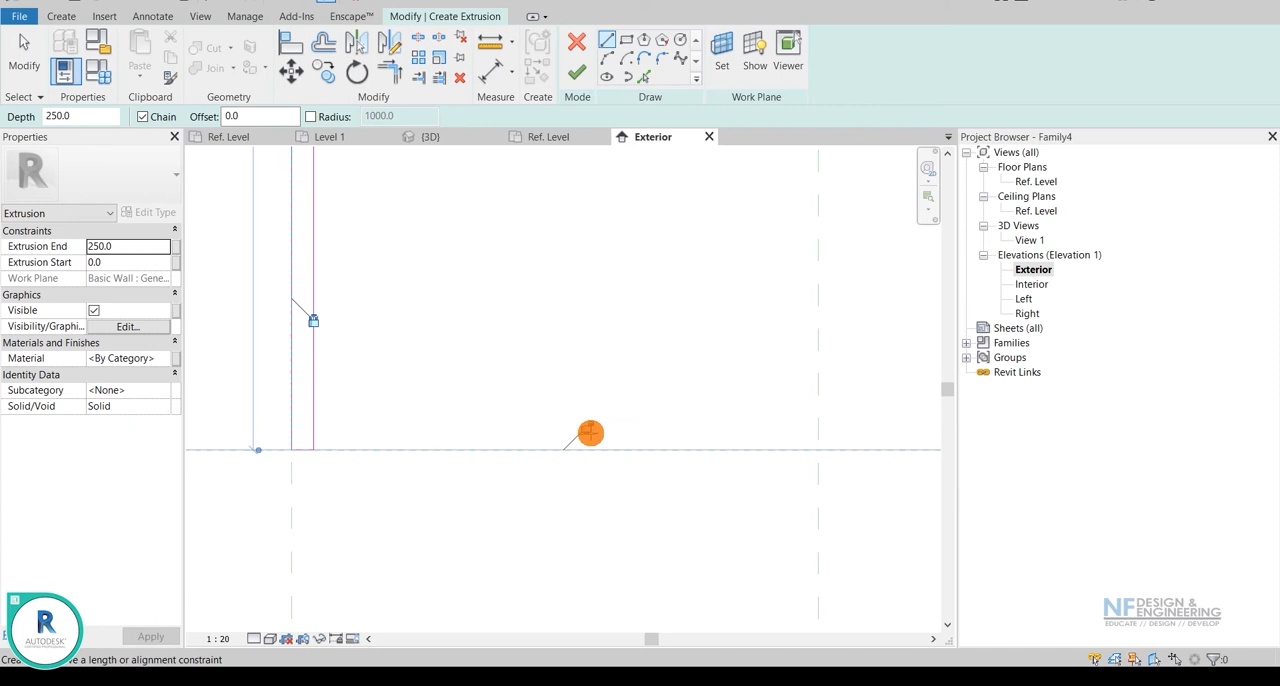 File Create Insert Annotate View Manage Add-Ins Enscape™ Modify | Create Extrusion
Modify Paste Cut Join Set Show Viewer
Select Properties Clipboard Geometry Modify Measure Create Mode Draw Work Plane
Depth 250.0 Chain Offset: 0.0 Radius: 1000.0
Properties
Ref. Level Level 1 {3D} Ref. Level Exterior
R
Extrusion Edit Type
Constraints
Extrusion End 250.0
Extrusion Start 0.0
Work Plane Basic Wall : Gene...
Graphics
Visible
Visibility/Graphi... Edit...
Materials and Finishes
Material <By Category>
Identity Data
Subcategory <None>
Solid/Void Solid
Apply
R
AUTODESK
1 : 20
Project Browser - Family4
Views (all)
Floor Plans
Ref. Level
Ceiling Plans
Ref. Level
3D Views
View 1
Elevations (Elevation 1)
Exterior
Interior
Left
Right
Sheets (all)
Families
Groups
Revit Links
NF DESIGN & ENGINEERING
EDUCATE // DESIGN // DEVELOP
:0
a length or alignment constraint